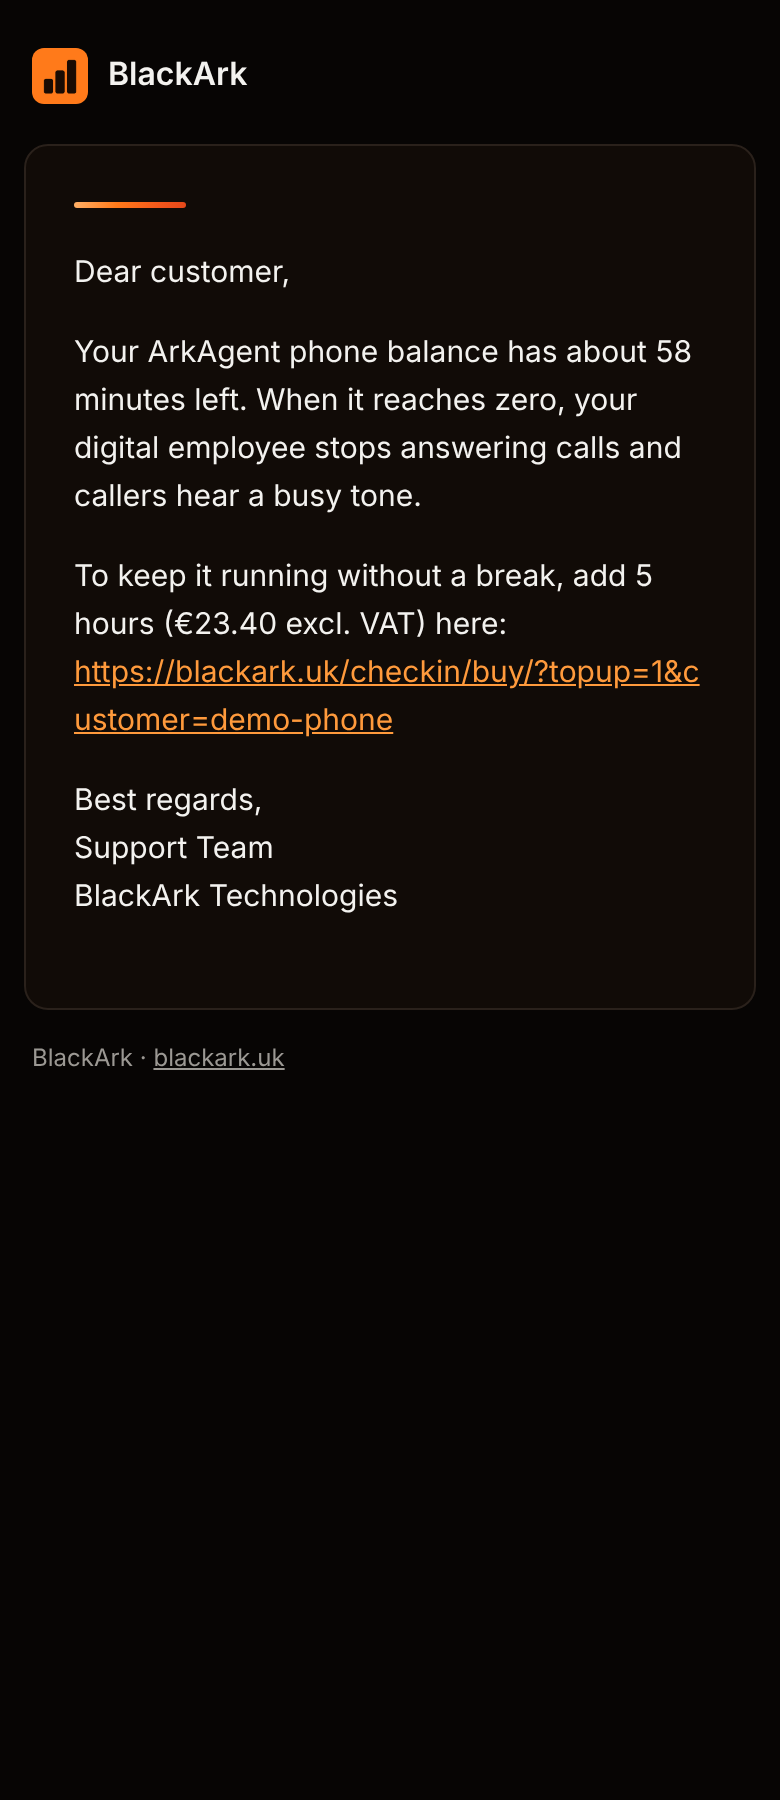 BlackArk
Dear customer,
Your ArkAgent phone balance has about 58
minutes left. When it reaches zero, your
digital employee stops answering calls and
callers hear a busy tone.
To keep it running without a break, add 5
hours (€23.40 excl. VAT) here:
https://blackark.uk/checkin/buy/?topup=1&c
ustomer=demo-phone
Best regards,
Support Team
BlackArk Technologies
BlackArk · blackark.uk